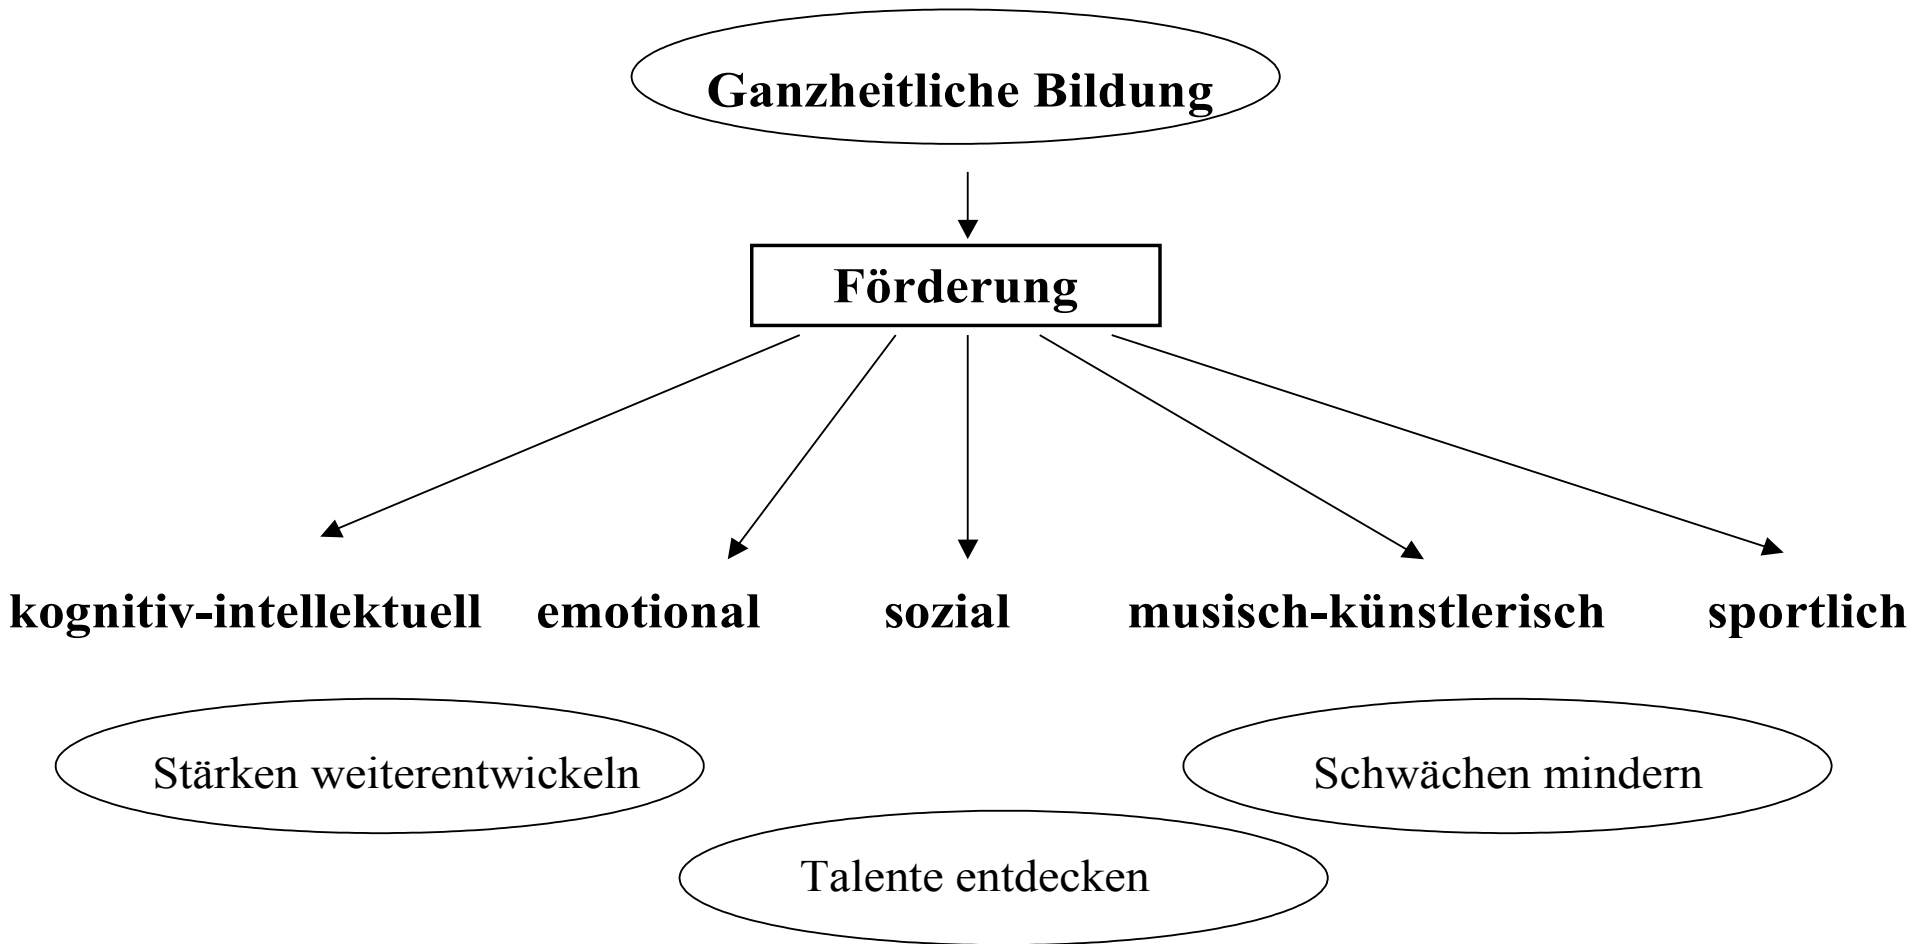 Ganzheitliche Bildung
Förderung
kognitiv-intellektuell emotional sozial musisch-künstlerisch sportlich
Stärken weiterentwickeln
Schwächen mindern
Talente entdecken